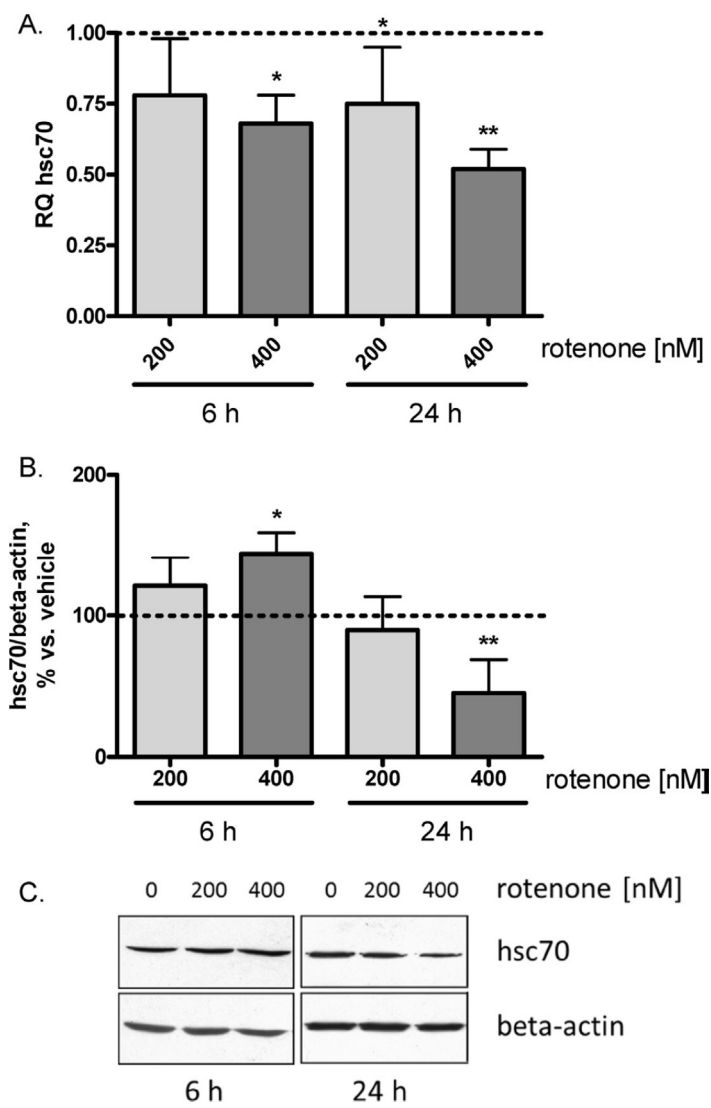 A.
*
1.00
*
0.75
**
RQ hsc70
0.50
0.25
0.00
200 400 200 400 rotenone [nM]
6 h 24 h
B.
200
*
hsc70/beta-actin,
% vs. vehicle
100
**
0
200 400 200 400 rotenone [nM]
6 h 24 h
C.
0 200 400 0 200 400 rotenone [nM]
hsc70
beta-actin
6 h 24 h